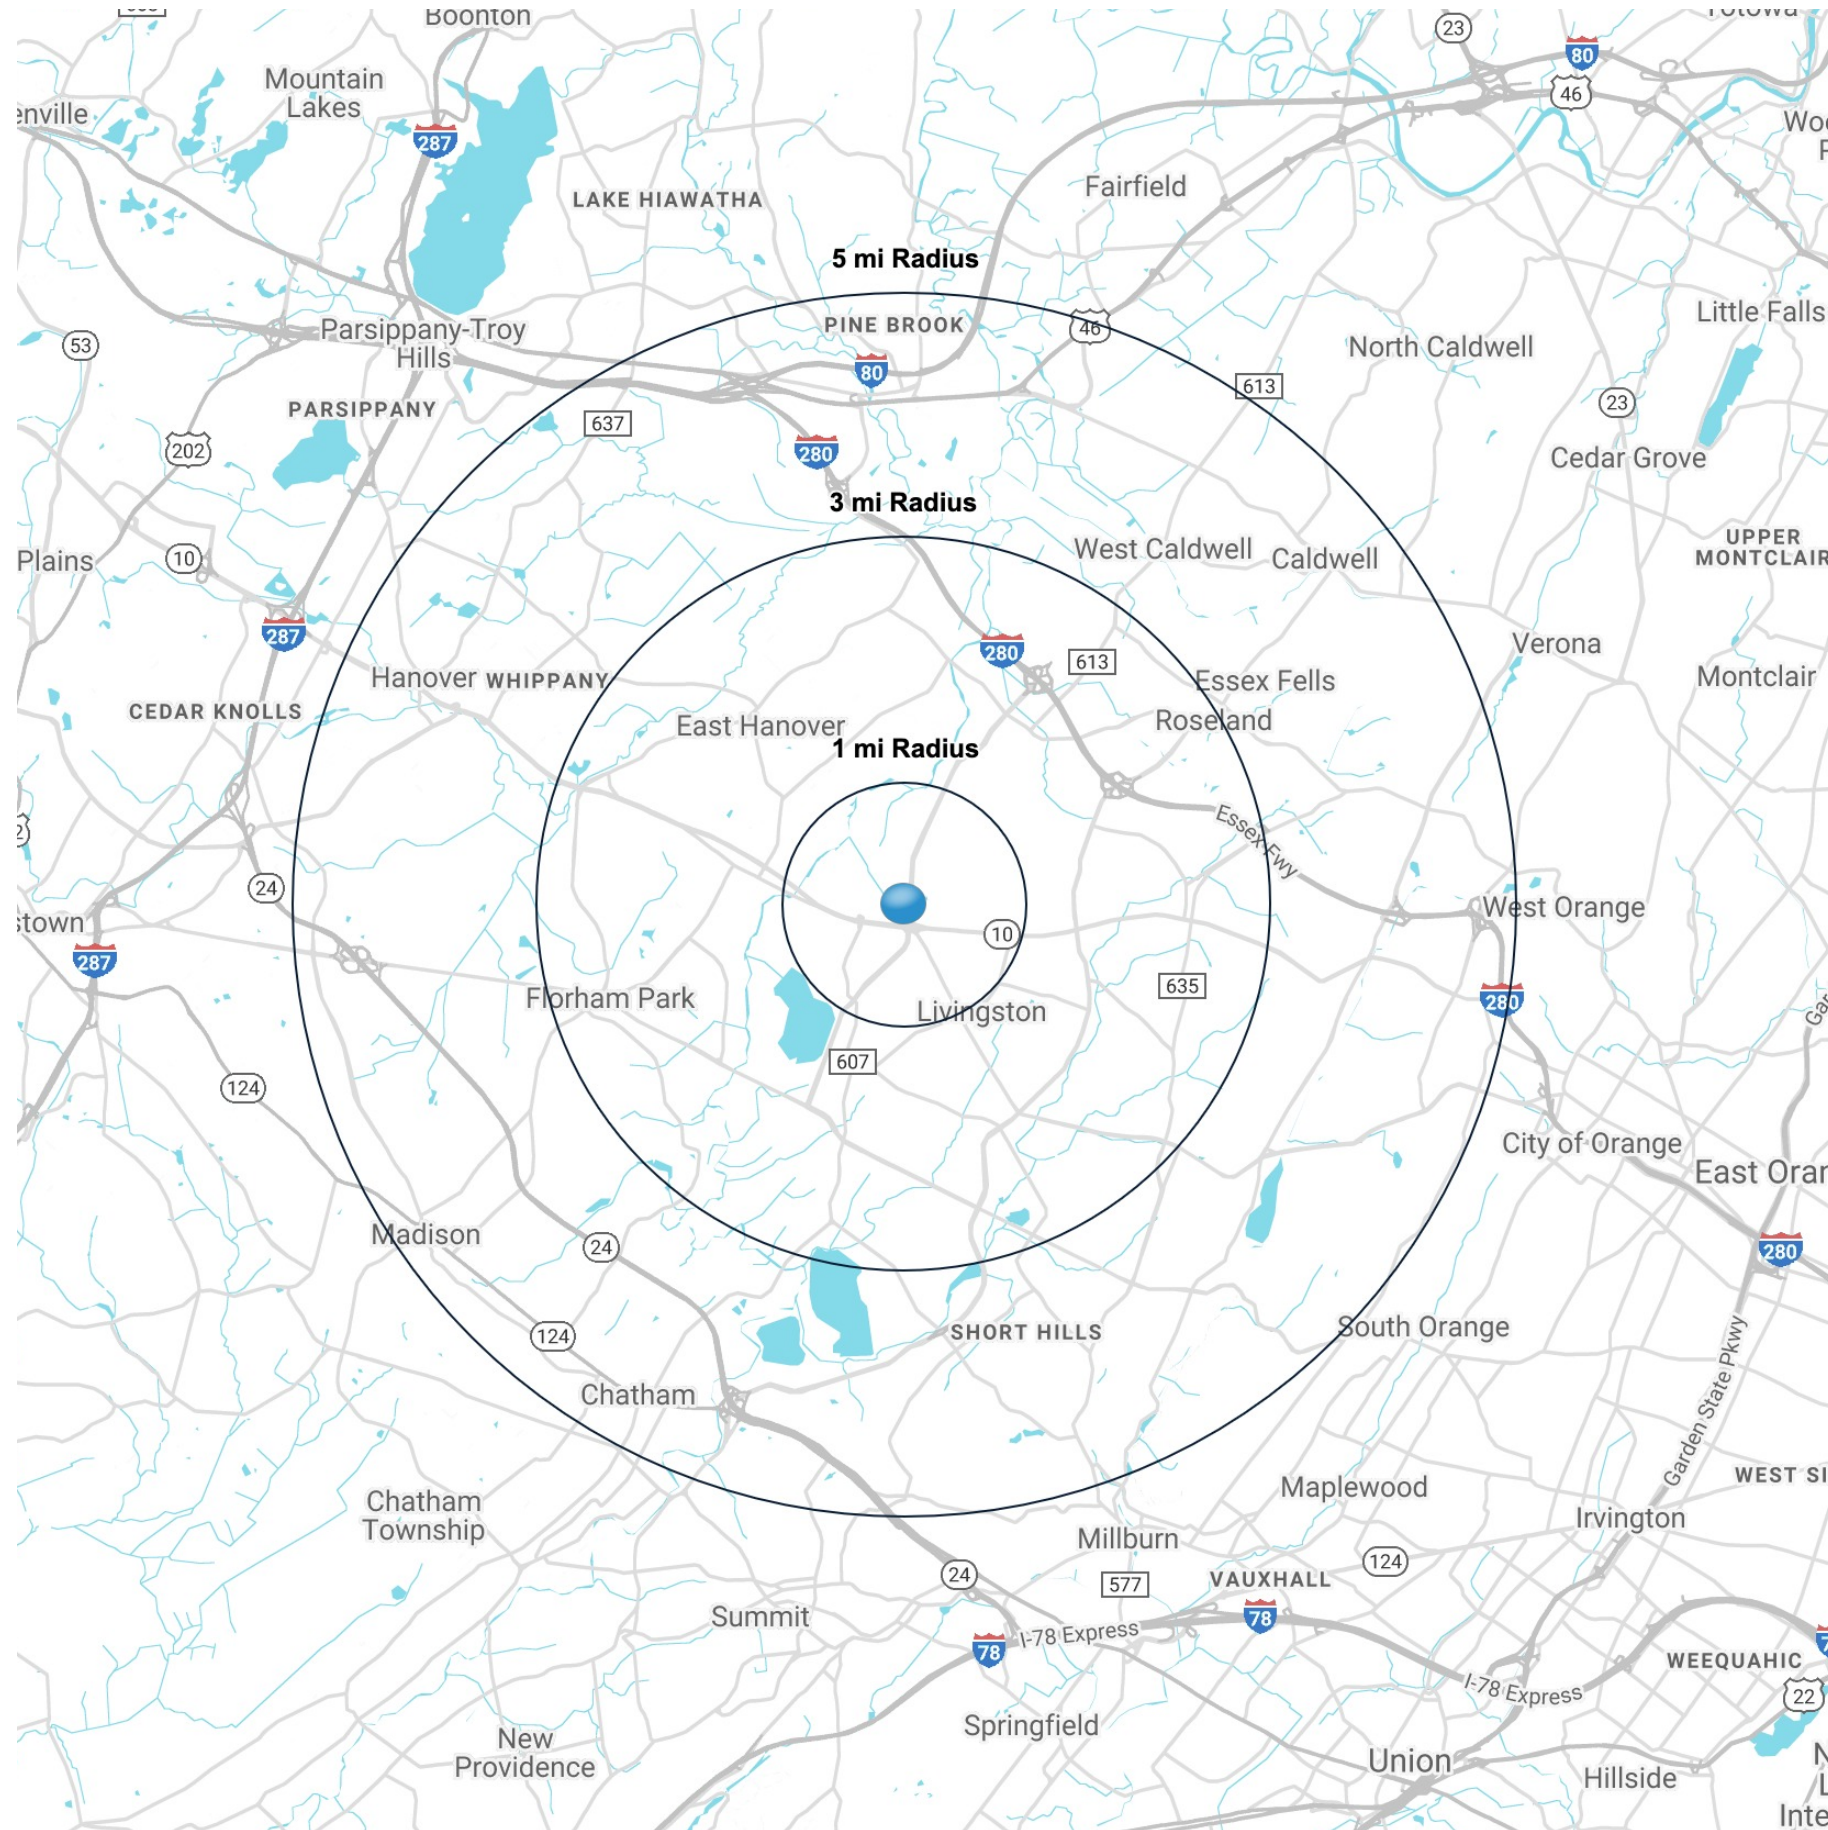 Boonton
Totowa
23
80
Mountain
Lakes
46
enville
287
Fairfield
LAKE HIAWATHA
5 mi Radius
Little Falls
PINE BROOK
46
Parsippany-Troy
Hills
53
North Caldwell
80
613
23
PARSIPPANY
637
202
280
Cedar Grove
3 mi Radius
UPPER
MONTCLAIR
West Caldwell
Caldwell
Plains
10
287
Verona
280
613
Hanover
WHIPPANY
Essex Fells
Montclair
CEDAR KNOLLS
East Hanover
Roseland
1 mi Radius
Essex Fwy
24
stown
West Orange
10
287
635
Florham Park
280
Livingston
607
124
City of Orange
East Oran
Madison
24
280
124
SHORT HILLS
South Orange
Chatham
Garden State Pkwy
WEST SI
Maplewood
Chatham
Township
Irvington
Millburn
124
24
577
VAUXHALL
Summit
78
I-78 Express
78
WEEQUAHIC
I-78 Express
22
Springfield
New
Providence
Union
Hillside
Inte